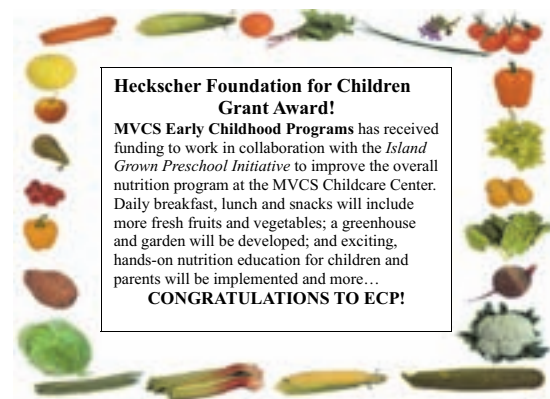 Heckscher Foundation for Children
Grant Award!
MVCS Early Childhood Programs has received
funding to work in collaboration with the Island
Grown Preschool Initiative to improve the overall
nutrition program at the MVCS Childcare Center.
Daily breakfast, lunch and snacks will include
more fresh fruits and vegetables; a greenhouse
and garden will be developed; and exciting,
hands-on nutrition education for children and
parents will be implemented and more…
CONGRATULATIONS TO ECP!